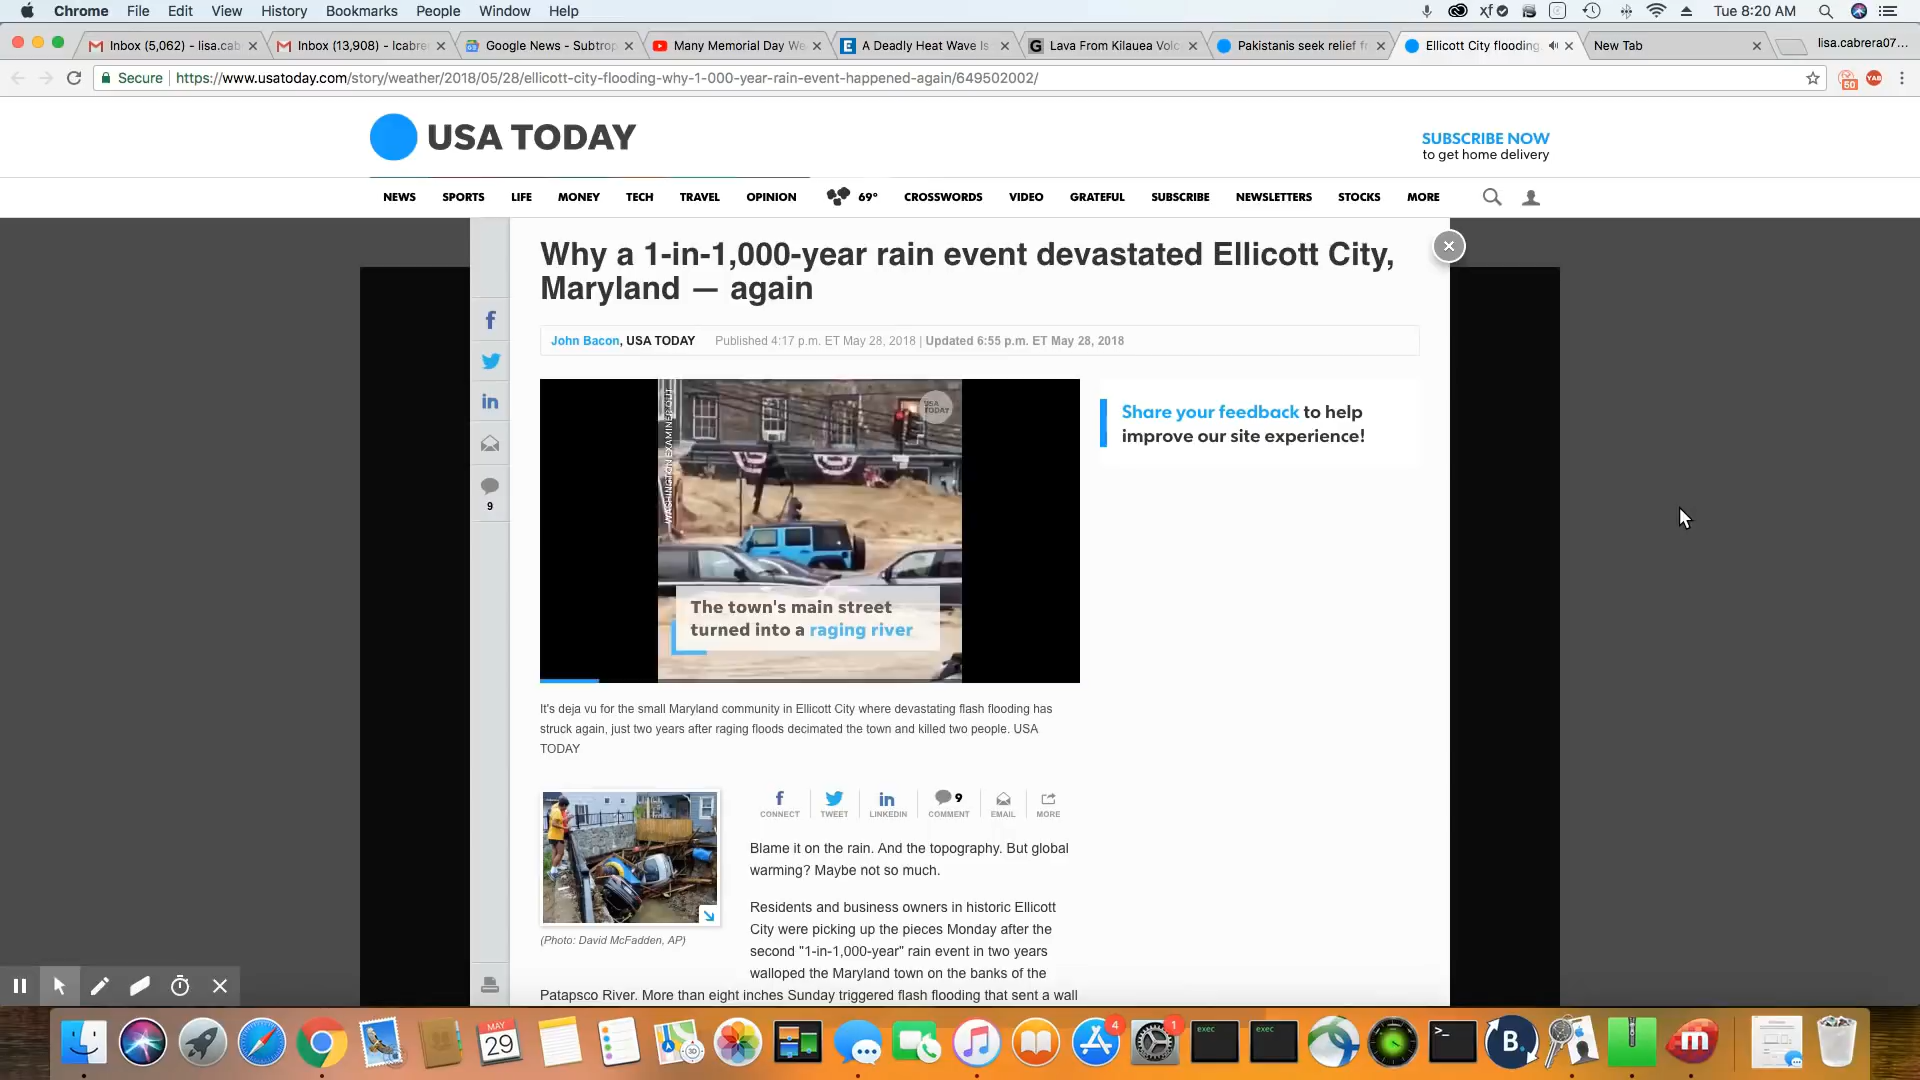 Chrome File Edit View History Bookmarks People Window Help
Tue 8:20 AM
Inbox (5,062) - lisa.cab
Inbox (13,908) - lcabre
Google News - Subtrop
Many Memorial Day We
A Deadly Heat Wave Is
Lava From Kilauea Volc
Pakistanis seek relief f
Ellicott City flooding
New Tab
lisa.cabrera07...
Secure https://www.usatoday.com/story/weather/2018/05/28/ellicott-city-flooding-why-1-000-year-rain-event-happened-again/649502002/
50
YAB
USA TODAY
SUBSCRIBE NOW
to get home delivery
NEWS SPORTS LIFE MONEY TECH TRAVEL OPINION 69° CROSSWORDS VIDEO GRATEFUL SUBSCRIBE NEWSLETTERS STOCKS MORE
Why a 1-in-1,000-year rain event devastated Ellicott City,
Maryland — again
John Bacon, USA TODAY Published 4:17 p.m. ET May 28, 2018 | Updated 6:55 p.m. ET May 28, 2018
USA
TODAY
The town's main street
turned into a raging river
Share your feedback to help
improve our site experience!
9
It's deja vu for the small Maryland community in Ellicott City where devastating flash flooding has
struck again, just two years after raging floods decimated the town and killed two people. USA
TODAY
9
CONNECT TWEET LINKEDIN COMMENT EMAIL MORE
(Photo: David McFadden, AP)
Blame it on the rain. And the topography. But global
warming? Maybe not so much.
Residents and business owners in historic Ellicott
City were picking up the pieces Monday after the
second "1-in-1,000-year" rain event in two years
walloped the Maryland town on the banks of the
Patapsco River. More than eight inches Sunday triggered flash flooding that sent a wall
MAY
29
4
1
exec
exec
B.
m